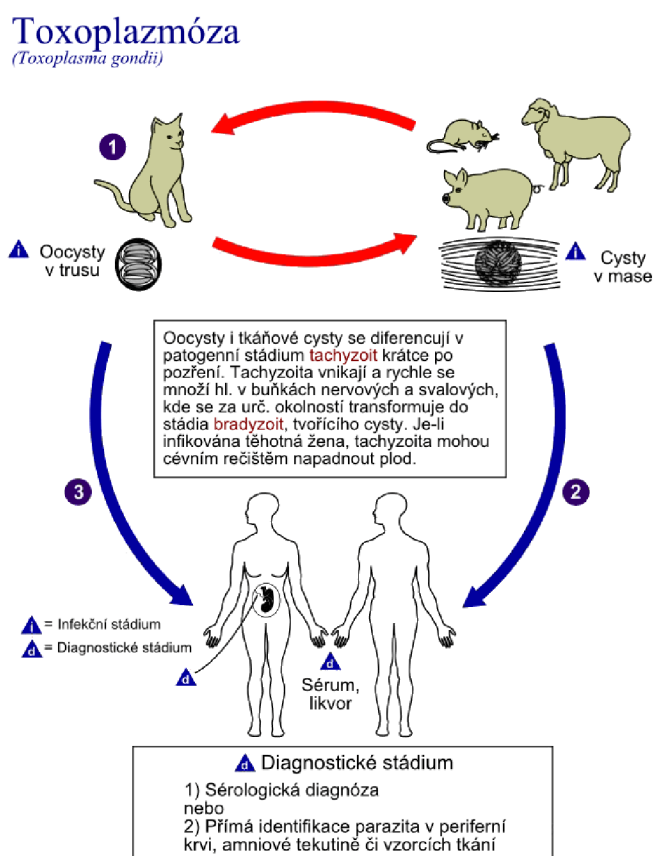 Toxoplazmóza
(Toxoplasma gondii)
1
i Oocysty
v trusu
i Cysty
v mase
Oocysty i tkáňové cysty se diferencují v
patogenní stádium tachyzoit krátce po
pozření. Tachyzoita vnikají a rychle se
množí hl. v buňkách nervových a svalových,
kde se za urč. okolností transformuje do
stádia bradyzoit, tvořícího cysty. Je-li
infikována těhotná žena, tachyzoita mohou
cévním rečištěm napadnout plod.
3
2
i = Infekční stádium
d = Diagnostické stádium
d
d
Sérum,
likvor
d Diagnostické stádium
1) Sérologická diagnóza
nebo
2) Přímá identifikace parazita v periferní
krvi, amniové tekutině či vzorcích tkání